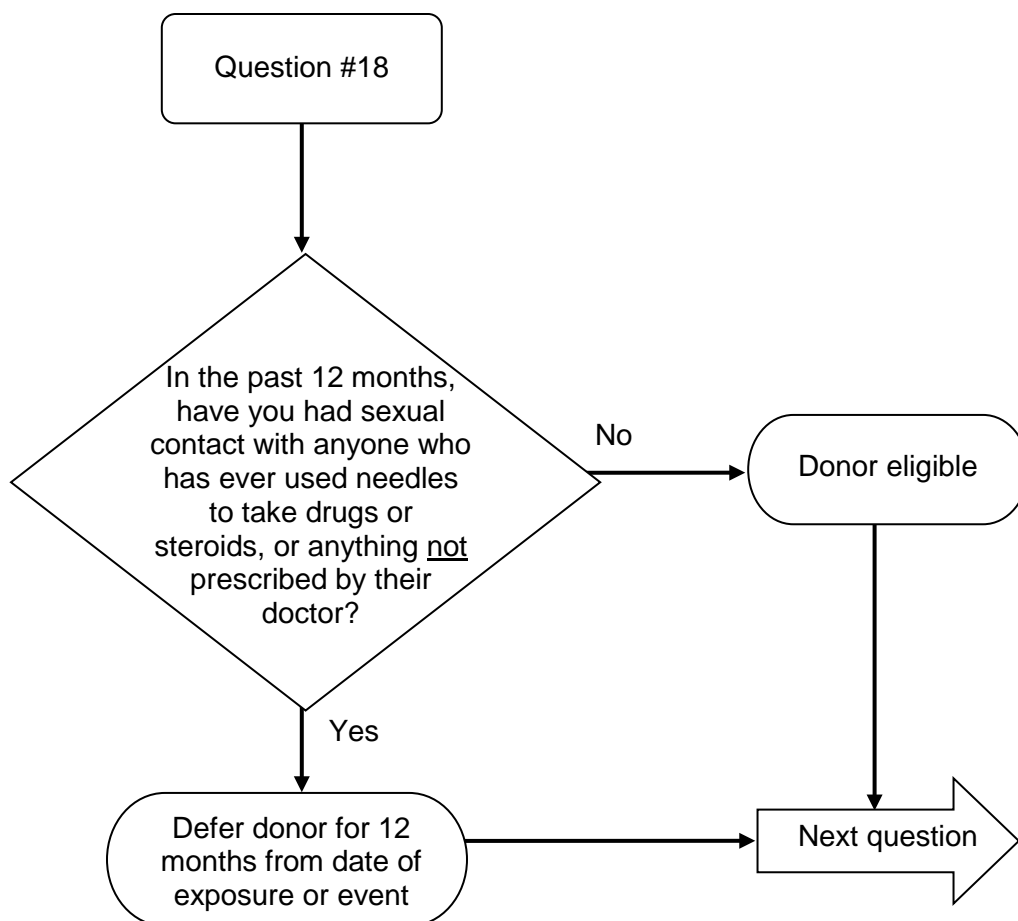 Question #18
In the past 12 months,
have you had sexual
contact with anyone who
has ever used needles
to take drugs or
steroids, or anything not
prescribed by their
doctor?
No
Donor eligible
Yes
Defer donor for 12
months from date of
exposure or event
Next question